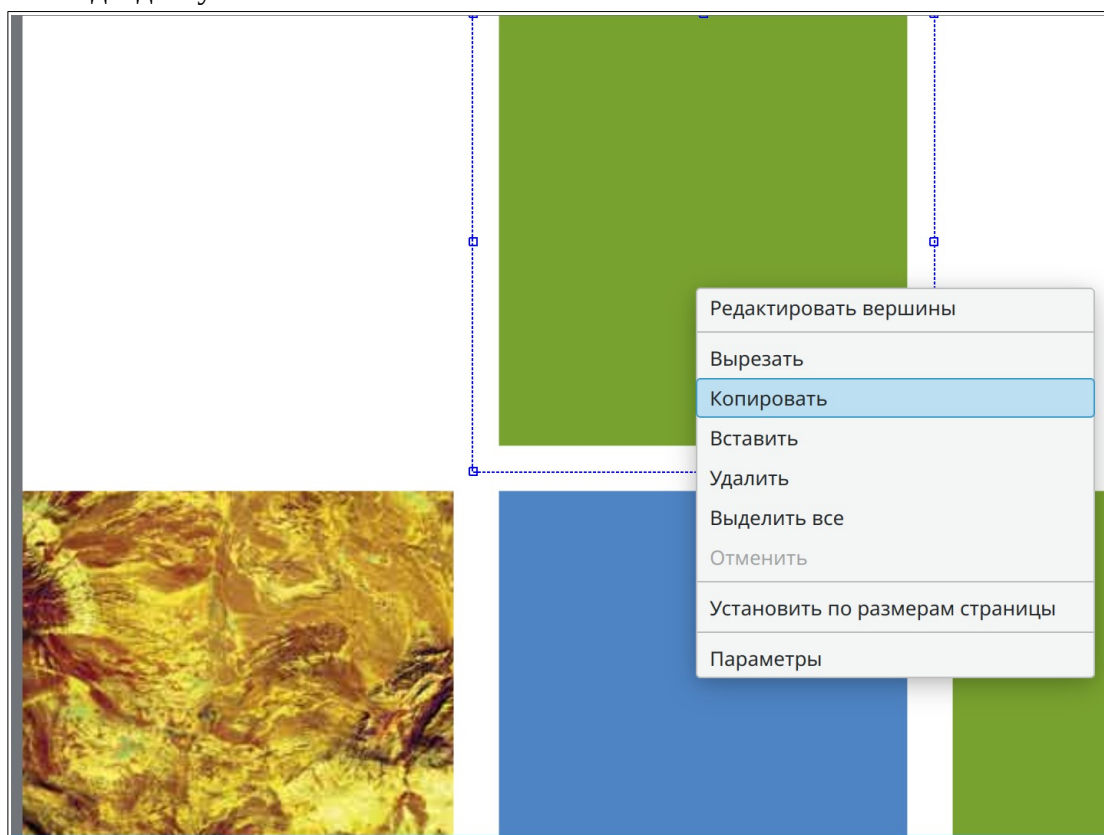 Редактировать вершины
Вырезать
Копировать
Вставить
Удалить
Выделить все
Отменить
Установить по размерам страницы
Параметры